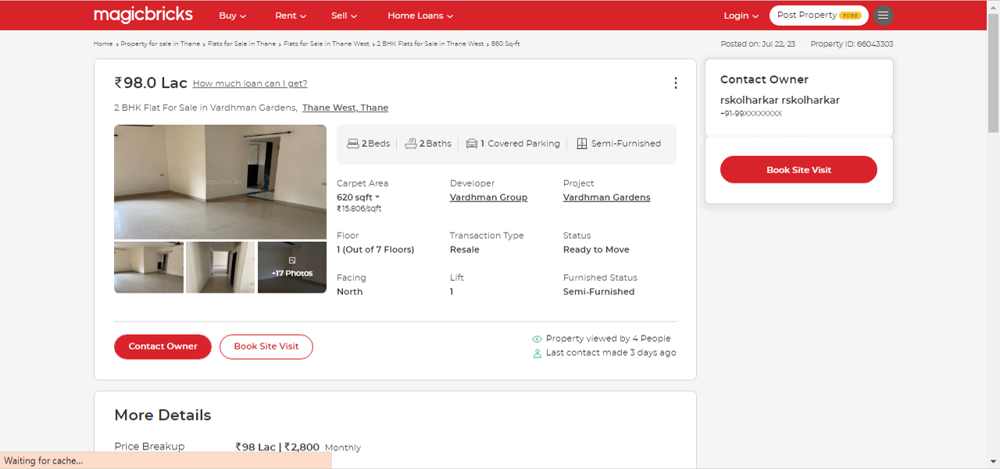 magicbricks Buy Rent Sell Home Loans Login Post Property FREE
Home › Property for sale in Thane › Flats for Sale in Thane › Flats for Sale in Thane West › 2 BHK Flats for Sale in Thane West › 860 Sq-ft
Posted on: Jul 22, 23 Property ID: 66043303
₹98.0 Lac How much loan can I get?
2 BHK Flat For Sale in Vardhman Gardens, Thane West, Thane
magicbricks
+17 Photos
2 Beds 2 Baths 1 Covered Parking Semi-Furnished
Carpet Area Developer Project
620 sqft Vardhman Group Vardhman Gardens
₹15,806/sqft
Floor Transaction Type Status
1 (Out of 7 Floors) Resale Ready to Move
Facing Lift Furnished Status
North 1 Semi-Furnished
Contact Owner Book Site Visit
Property viewed by 4 People
Last contact made 3 days ago
Contact Owner
rskolharkar rskolharkar
+91-99XXXXXXXX
Book Site Visit
More Details
Price Breakup ₹98 Lac | ₹2,800 Monthly
Waiting for cache...